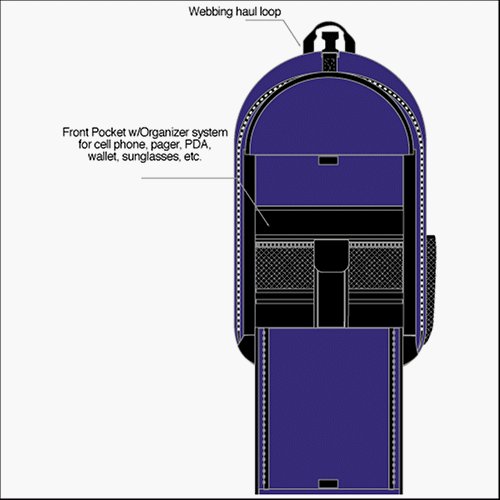 Webbing haul loop
Front Pocket w/Organizer system
for cell phone, pager, PDA,
wallet, sunglasses, etc.